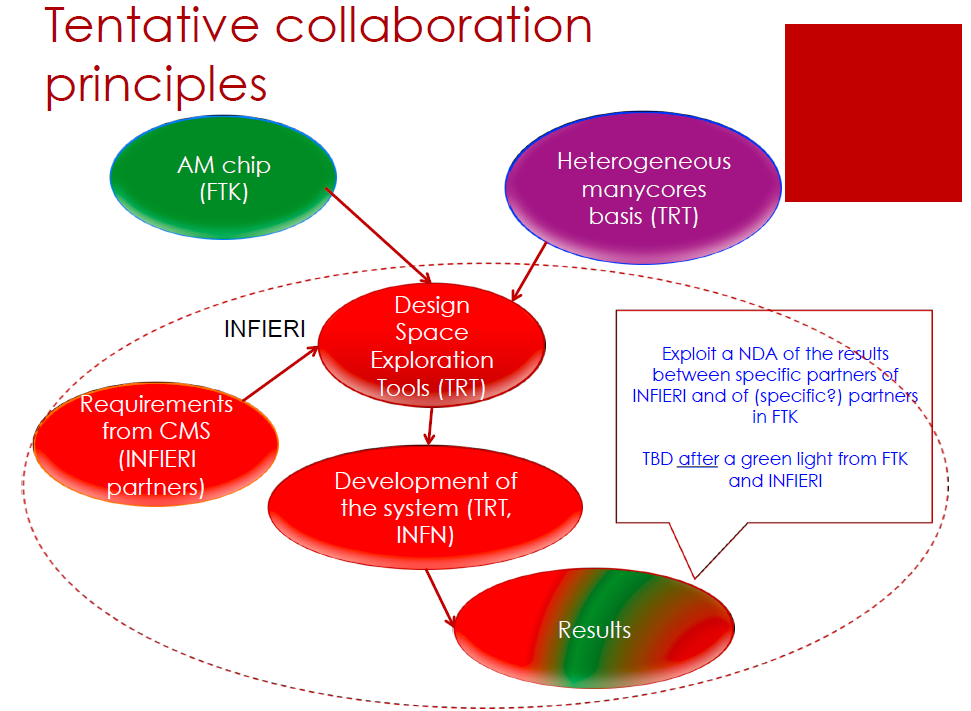 Tentative collaboration
principles
AM chip
(FTK)
Heterogeneous
manycores
basis (TRT)
INFIERI
Design
Space
Exploration
Tools (TRT)
Requirements
from CMS
(INFIERI
partners)
Development of
the system (TRT,
INFN)
Exploit a NDA of the results
between specific partners of
INFIERI and of (specific?) partners
in FTK
TBD after a green light from FTK
and INFIERI
Results